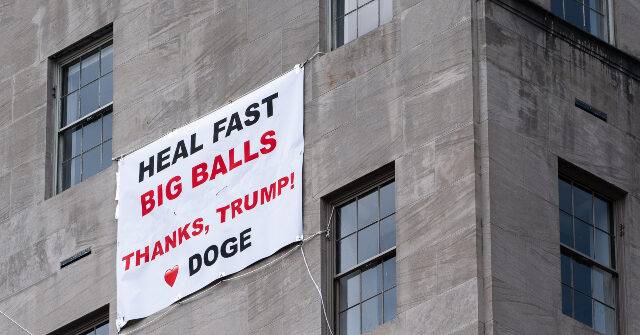 HEAL FAST
BIG BALLS
THANKS, TRUMP!
❤ DOGE